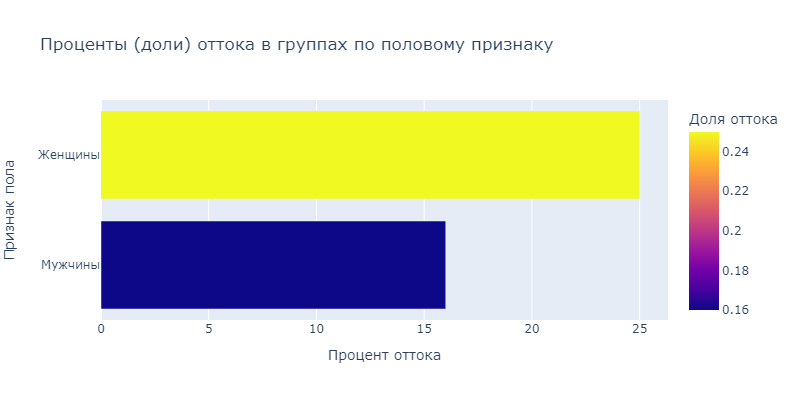 Проценты (доли) оттока в группах по половому признаку
Доля оттока
Признак пола
Женщины
Мужчины
0 5 10 15 20 25
Процент оттока
0.24
0.22
0.2
0.18
0.16